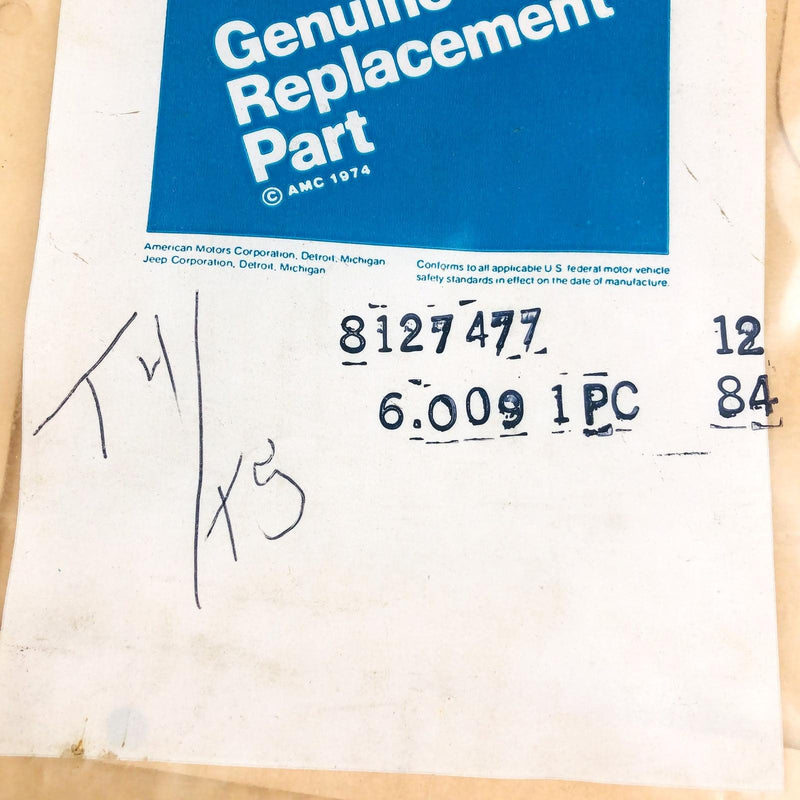 Genuine
Replacement
Part
© AMC 1974
American Motors Corporation, Detroit, Michigan
Jeep Corporation, Detroit, Michigan
Conforms to all applicable U S federal motor vehicle
safety standards in effect on the date of manufacture.
8127477 12
6.009 1PC 84